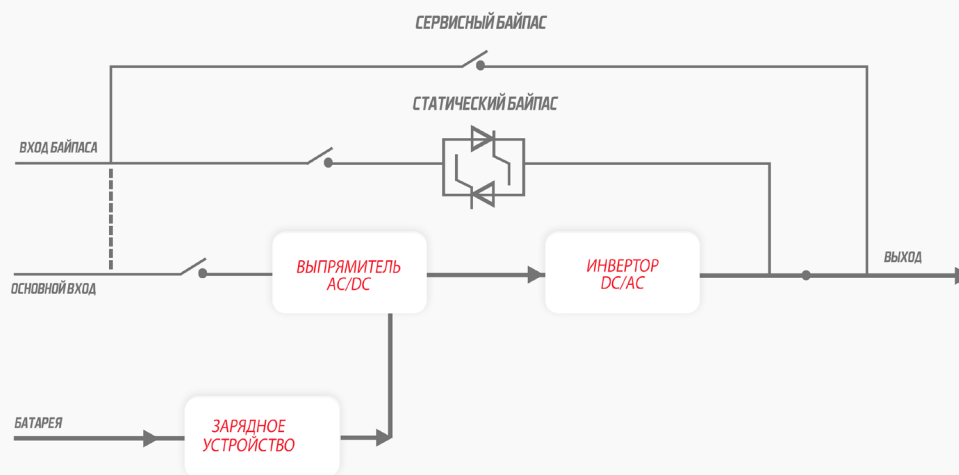 СЕРВИСНЫЙ БАЙПАС
СТАТИЧЕСКИЙ БАЙПАС
ВХОД БАЙПАСА
ВЫПРЯМИТЕЛЬ
AC/DC
ИНВЕРТОР
DC/AC
ВЫХОД
ОСНОВНОЙ ВХОД
БАТАРЕЯ
ЗАРЯДНОЕ
УСТРОЙСТВО